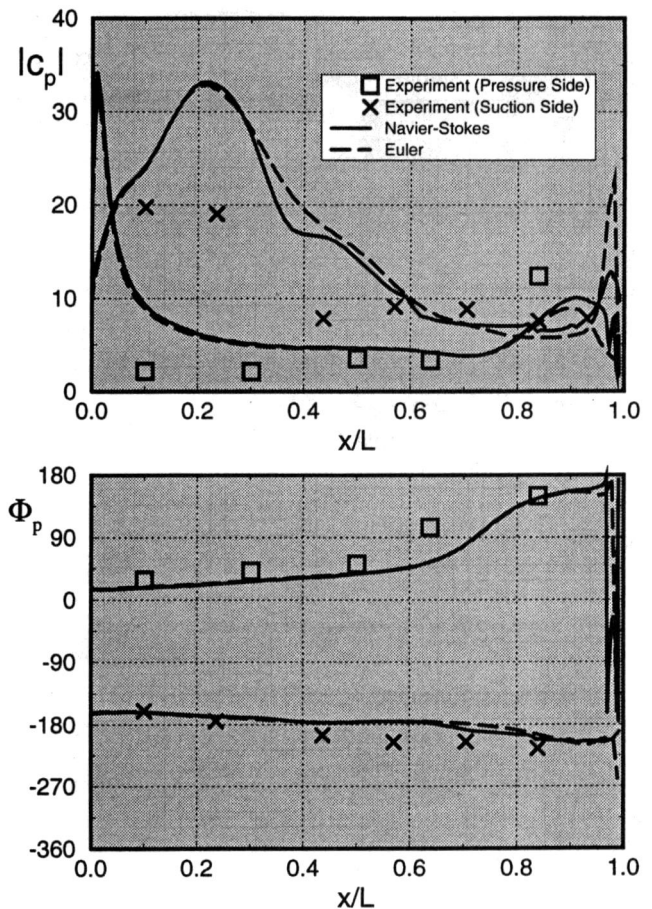 |c_p|
40
30
20
10
0
Experiment (Pressure Side)
Experiment (Suction Side)
Navier-Stokes
Euler
0.0 0.2 0.4 0.6 0.8 1.0
x/L
Φ_p
180
90
0
-90
-180
-270
-360
0.0 0.2 0.4 0.6 0.8 1.0
x/L